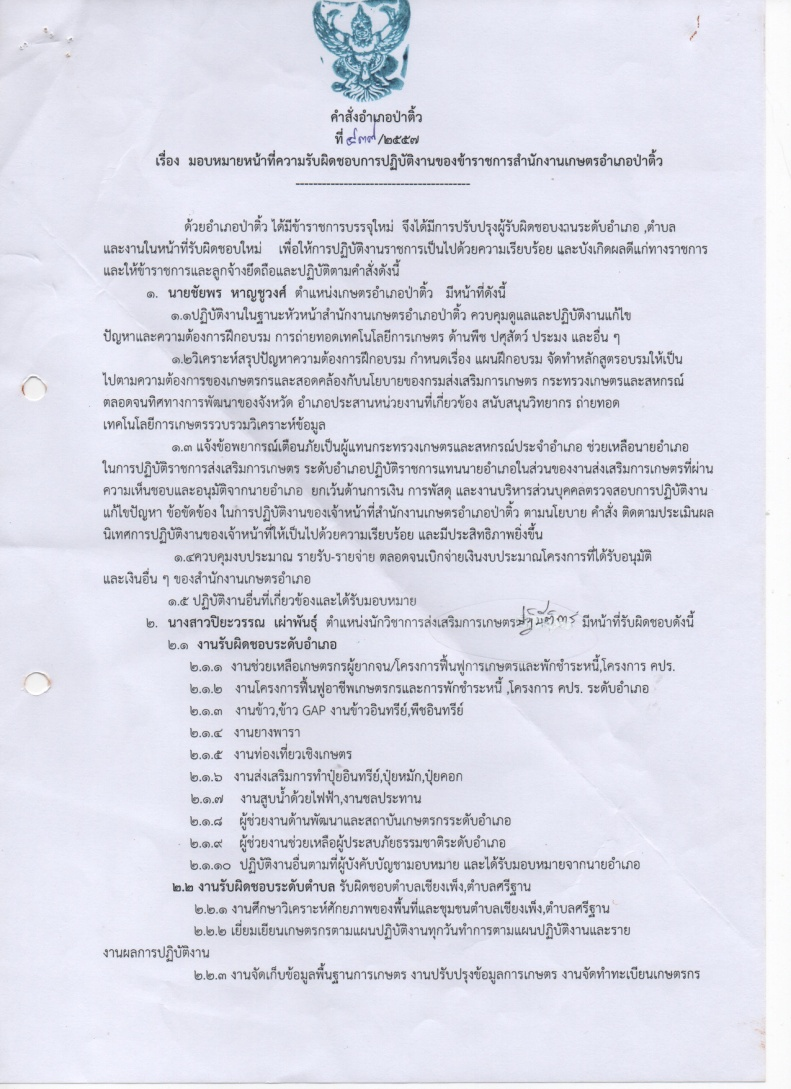 คำสั่งอำเภอป่าติ้ว
ที่ ๔๓๗/๒๕๕๗
เรื่อง มอบหมายหน้าที่ความรับผิดชอบการปฏิบัติงานของข้าราชการสำนักงานเกษตรอำเภอป่าติ้ว
----------------------------------------
ด้วยอำเภอป่าติ้ว ได้มีข้าราชการบรรจุใหม่ จึงได้มีการปรับปรุงผู้รับผิดชอบงานระดับอำเภอ ,ตำบล
และงานในหน้าที่รับผิดชอบใหม่ เพื่อให้การปฏิบัติงานราชการเป็นไปด้วยความเรียบร้อย และบังเกิดผลดีแก่ทางราชการ
และให้ข้าราชการและลูกจ้างยึดถือและปฏิบัติตามคำสั่งดังนี้
๑. นายชัยพร หาญชูวงศ์ ตำแหน่งเกษตรอำเภอป่าติ้ว มีหน้าที่ดังนี้
๑.๑ปฏิบัติงานในฐานะหัวหน้าสำนักงานเกษตรอำเภอป่าติ้ว ควบคุมดูแลและปฏิบัติงานแก้ไข
ปัญหาและความต้องการฝึกอบรม การถ่ายทอดเทคโนโลยีการเกษตร ด้านพืช ปศุสัตว์ ประมง และอื่น ๆ
๑.๒วิเคราะห์สรุปปัญหาความต้องการฝึกอบรม กำหนดเรื่อง แผนฝึกอบรม จัดทำหลักสูตรอบรมให้เป็น
ไปตามความต้องการของเกษตรกรและสอดคล้องกับนโยบายของกรมส่งเสริมการเกษตร กระทรวงเกษตรและสหกรณ์
ตลอดจนทิศทางการพัฒนาของจังหวัด อำเภอประสานหน่วยงานที่เกี่ยวข้อง สนับสนุนวิทยากร ถ่ายทอด
เทคโนโลยีการเกษตรรวบรวมวิเคราะห์ข้อมูล
๑.๓ แจ้งข้อพยากรณ์เตือนภัยเป็นผู้แทนกระทรวงเกษตรและสหกรณ์ประจำอำเภอ ช่วยเหลือนายอำเภอ
ในการปฏิบัติราชการส่งเสริมการเกษตร ระดับอำเภอปฏิบัติราชการแทนนายอำเภอในส่วนของงานส่งเสริมการเกษตรที่ผ่าน
ความเห็นชอบและอนุมัติจากนายอำเภอ ยกเว้นด้านการเงิน การพัสดุ และงานบริหารส่วนบุคคลตรวจสอบการปฏิบัติงาน
แก้ไขปัญหา ข้อขัดข้อง ในการปฏิบัติงานของเจ้าหน้าที่สำนักงานเกษตรอำเภอป่าติ้ว ตามนโยบาย คำสั่ง ติดตามประเมินผล
นิเทศการปฏิบัติงานของเจ้าหน้าที่ให้เป็นไปด้วยความเรียบร้อย และมีประสิทธิภาพยิ่งขึ้น
๑.๔ควบคุมงบประมาณ รายรับ-รายจ่าย ตลอดจนเบิกจ่ายเงินงบประมาณโครงการที่ได้รับอนุมัติ
และเงินอื่น ๆ ของสำนักงานเกษตรอำเภอ
๑.๕ ปฏิบัติงานอื่นที่เกี่ยวข้องและได้รับมอบหมาย
๒. นางสาวปิยะวรรณ เผ่าพันธุ์ ตำแหน่งนักวิชาการส่งเสริมการเกษตรปฏิบัติการ มีหน้าที่รับผิดชอบดังนี้
๒.๑ งานรับผิดชอบระดับอำเภอ
๒.๑.๑ งานช่วยเหลือเกษตรกรผู้ยากจน/โครงการฟื้นฟูการเกษตรและพักชำระหนี้,โครงการ คปร.
๒.๑.๒ งานโครงการฟื้นฟูอาชีพเกษตรกรและการพักชำระหนี้ ,โครงการ คปร. ระดับอำเภอ
๒.๑.๓ งานข้าว,ข้าว GAP งานข้าวอินทรีย์,พืชอินทรีย์
๒.๑.๔ งานยางพารา
๒.๑.๕ งานท่องเที่ยวเชิงเกษตร
๒.๑.๖ งานส่งเสริมการทำปุ๋ยอินทรีย์,ปุ๋ยหมัก,ปุ๋ยคอก
๒.๑.๗ งานสูบน้ำด้วยไฟฟ้า,งานชลประทาน
๒.๑.๘ ผู้ช่วยงานด้านพัฒนาและสถาบันเกษตรกรระดับอำเภอ
๒.๑.๙ ผู้ช่วยงานช่วยเหลือผู้ประสบภัยธรรมชาติระดับอำเภอ
๒.๑.๑๐ ปฏิบัติงานอื่นตามที่ผู้บังคับบัญชามอบหมาย และได้รับมอบหมายจากนายอำเภอ
๒.๒ งานรับผิดชอบระดับตำบล รับผิดชอบตำบลเชียงเพ็ง,ตำบลศรีฐาน
๒.๒.๑ งานศึกษาวิเคราะห์ศักยภาพของพื้นที่และชุมชนตำบลเชียงเพ็ง,ตำบลศรีฐาน
๒.๒.๒ เยี่ยมเยียนเกษตรกรตามแผนปฏิบัติงานทุกวันทำการตามแผนปฏิบัติงานและราย
งานผลการปฏิบัติงาน
๒.๒.๓ งานจัดเก็บข้อมูลพื้นฐานการเกษตร งานปรับปรุงข้อมูลการเกษตร งานจัดทำทะเบียนเกษตรกร